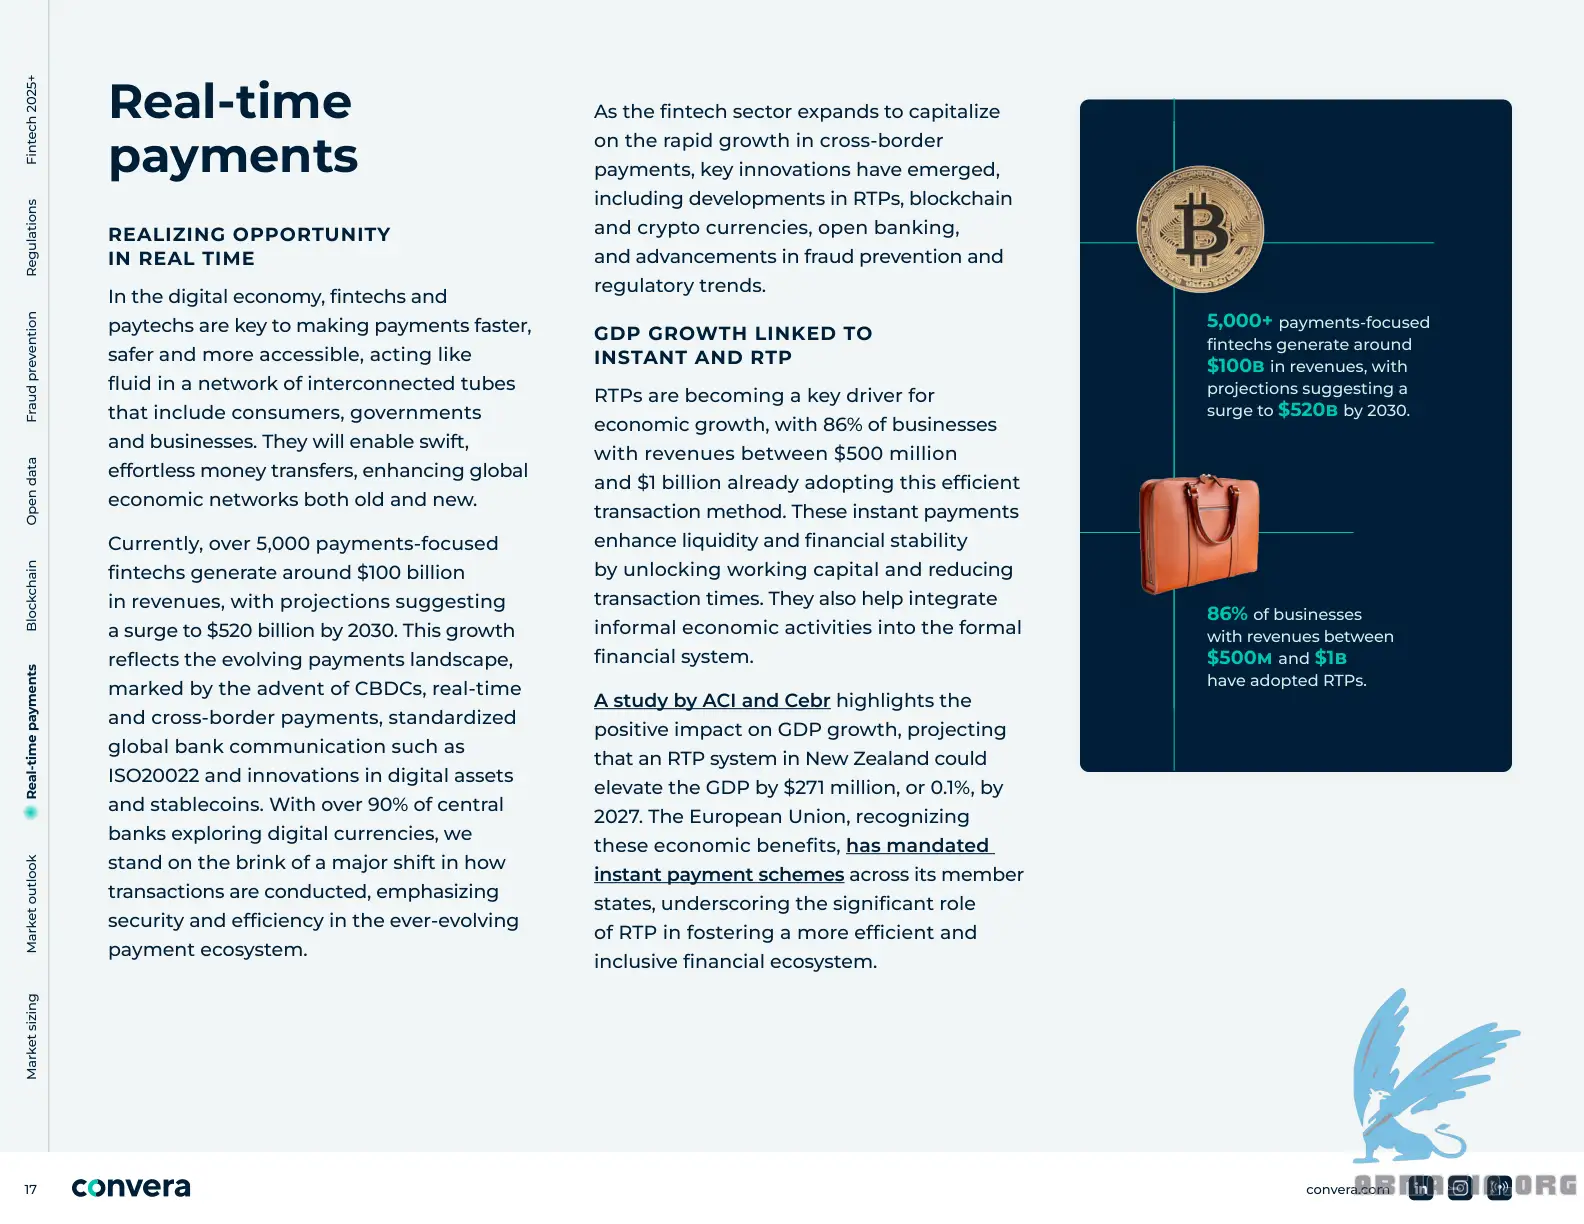 Fintech 2025+
Regulations
Fraud prevention
Open data
Blockchain
Real-time payments
Market outlook
Market sizing
Real-time
payments
REALIZING OPPORTUNITY
IN REAL TIME
In the digital economy, fintechs and
paytechs are key to making payments faster,
safer and more accessible, acting like
fluid in a network of interconnected tubes
that include consumers, governments
and businesses. They will enable swift,
effortless money transfers, enhancing global
economic networks both old and new.
Currently, over 5,000 payments-focused
fintechs generate around $100 billion
in revenues, with projections suggesting
a surge to $520 billion by 2030. This growth
reflects the evolving payments landscape,
marked by the advent of CBDCs, real-time
and cross-border payments, standardized
global bank communication such as
ISO20022 and innovations in digital assets
and stablecoins. With over 90% of central
banks exploring digital currencies, we
stand on the brink of a major shift in how
transactions are conducted, emphasizing
security and efficiency in the ever-evolving
payment ecosystem.
As the fintech sector expands to capitalize
on the rapid growth in cross-border
payments, key innovations have emerged,
including developments in RTPs, blockchain
and crypto currencies, open banking,
and advancements in fraud prevention and
regulatory trends.
GDP GROWTH LINKED TO
INSTANT AND RTP
RTPs are becoming a key driver for
economic growth, with 86% of businesses
with revenues between $500 million
and $1 billion already adopting this efficient
transaction method. These instant payments
enhance liquidity and financial stability
by unlocking working capital and reducing
transaction times. They also help integrate
informal economic activities into the formal
financial system.
A study by ACI and Cebr highlights the
positive impact on GDP growth, projecting
that an RTP system in New Zealand could
elevate the GDP by $271 million, or 0.1%, by
2027. The European Union, recognizing
these economic benefits, has mandated
instant payment schemes across its member
states, underscoring the significant role
of RTP in fostering a more efficient and
inclusive financial ecosystem.
5,000+ payments-focused
fintechs generate around
$100B in revenues, with
projections suggesting a
surge to $520B by 2030.
86% of businesses
with revenues between
$500M and $1B
have adopted RTPs.
17
convera
convera.com